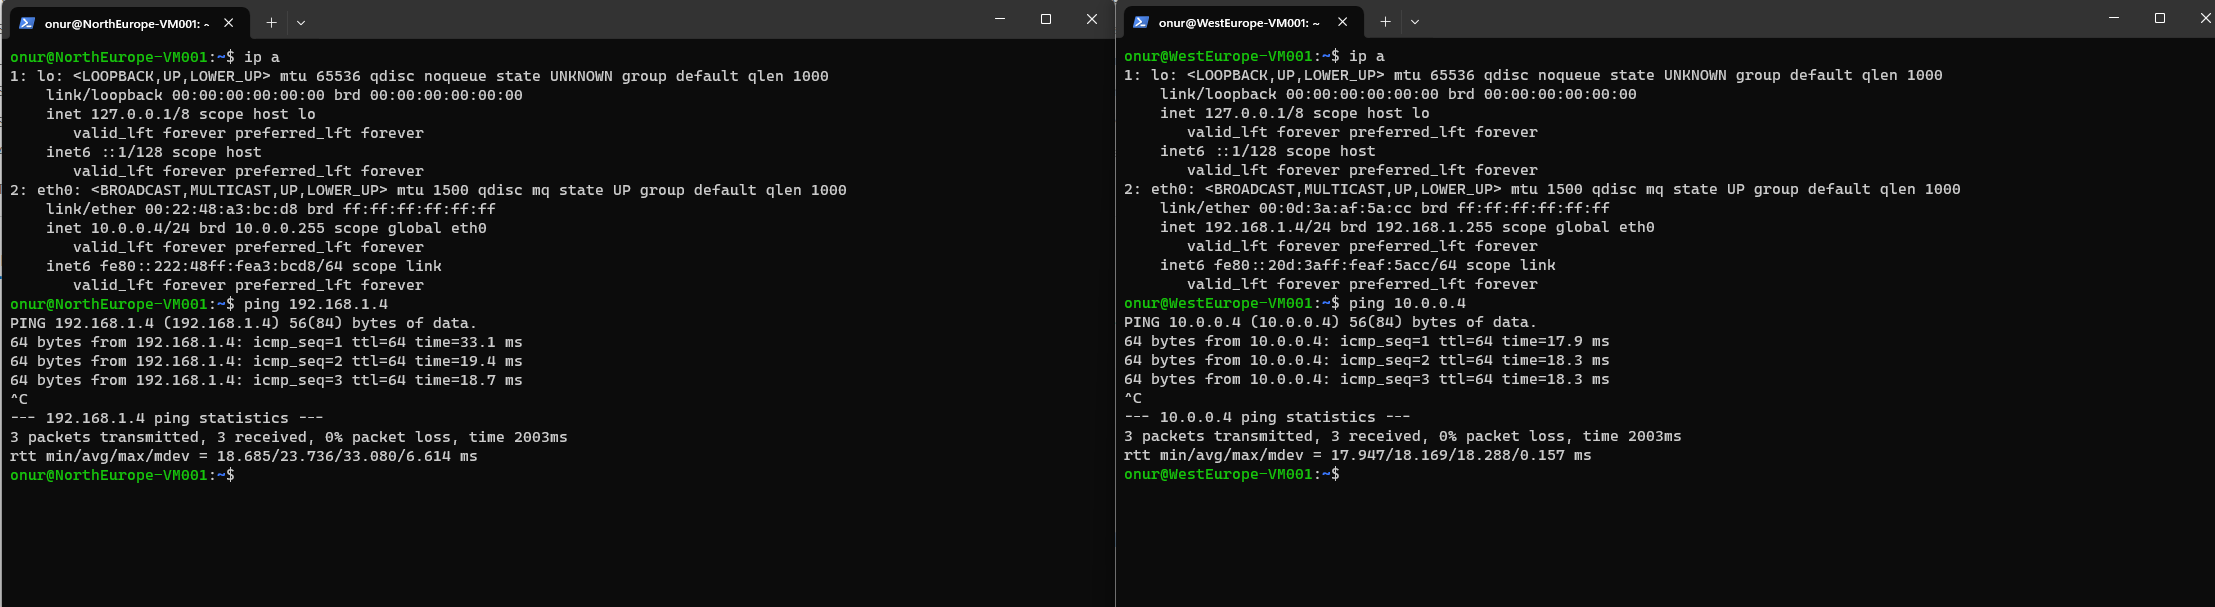 onur@NorthEurope-VM001: ~
onur@NorthEurope-VM001:~$ ip a
1: lo: <LOOPBACK,UP,LOWER_UP> mtu 65536 qdisc noqueue state UNKNOWN group default qlen 1000
    link/loopback 00:00:00:00:00:00 brd 00:00:00:00:00:00
    inet 127.0.0.1/8 scope host lo
       valid_lft forever preferred_lft forever
    inet6 ::1/128 scope host
       valid_lft forever preferred_lft forever
2: eth0: <BROADCAST,MULTICAST,UP,LOWER_UP> mtu 1500 qdisc mq state UP group default qlen 1000
    link/ether 00:22:48:a3:bc:d8 brd ff:ff:ff:ff:ff:ff
    inet 10.0.0.4/24 brd 10.0.0.255 scope global eth0
       valid_lft forever preferred_lft forever
    inet6 fe80::222:48ff:fea3:bcd8/64 scope link
       valid_lft forever preferred_lft forever
onur@NorthEurope-VM001:~$ ping 192.168.1.4
PING 192.168.1.4 (192.168.1.4) 56(84) bytes of data.
64 bytes from 192.168.1.4: icmp_seq=1 ttl=64 time=33.1 ms
64 bytes from 192.168.1.4: icmp_seq=2 ttl=64 time=19.4 ms
64 bytes from 192.168.1.4: icmp_seq=3 ttl=64 time=18.7 ms
^C
--- 192.168.1.4 ping statistics ---
3 packets transmitted, 3 received, 0% packet loss, time 2003ms
rtt min/avg/max/mdev = 18.685/23.736/33.080/6.614 ms
onur@NorthEurope-VM001:~$
onur@WestEurope-VM001: ~
onur@WestEurope-VM001:~$ ip a
1: lo: <LOOPBACK,UP,LOWER_UP> mtu 65536 qdisc noqueue state UNKNOWN group default qlen 1000
    link/loopback 00:00:00:00:00:00 brd 00:00:00:00:00:00
    inet 127.0.0.1/8 scope host lo
       valid_lft forever preferred_lft forever
    inet6 ::1/128 scope host
       valid_lft forever preferred_lft forever
2: eth0: <BROADCAST,MULTICAST,UP,LOWER_UP> mtu 1500 qdisc mq state UP group default qlen 1000
    link/ether 00:0d:3a:af:5a:cc brd ff:ff:ff:ff:ff:ff
    inet 192.168.1.4/24 brd 192.168.1.255 scope global eth0
       valid_lft forever preferred_lft forever
    inet6 fe80::20d:3aff:feaf:5acc/64 scope link
       valid_lft forever preferred_lft forever
onur@WestEurope-VM001:~$ ping 10.0.0.4
PING 10.0.0.4 (10.0.0.4) 56(84) bytes of data.
64 bytes from 10.0.0.4: icmp_seq=1 ttl=64 time=17.9 ms
64 bytes from 10.0.0.4: icmp_seq=2 ttl=64 time=18.3 ms
64 bytes from 10.0.0.4: icmp_seq=3 ttl=64 time=18.3 ms
^C
--- 10.0.0.4 ping statistics ---
3 packets transmitted, 3 received, 0% packet loss, time 2003ms
rtt min/avg/max/mdev = 17.947/18.169/18.288/0.157 ms
onur@WestEurope-VM001:~$